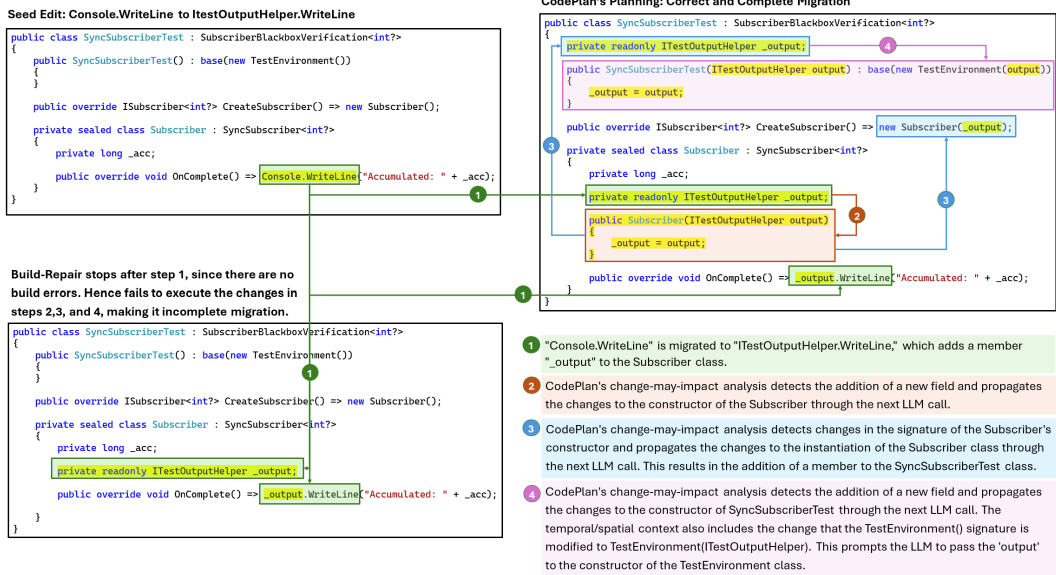 Seed Edit: Console.WriteLine to ItestOutputHelper.WriteLine
public class SyncSubscriberTest : SubscriberBlackboxVerification<int?>
{
public SyncSubscriberTest() : base(new TestEnvironment())
{
}
public override ISubscriber<int?> CreateSubscriber() => new Subscriber();
private sealed class Subscriber : SyncSubscriber<int?>
{
private long _acc;
public override void OnComplete() => Console.WriteLine("Accumulated: " + _acc);
}
}
1
Build-Repair stops after step 1, since there are no
build errors. Hence fails to execute the changes in
steps 2,3, and 4, making it incomplete migration.
1
public class SyncSubscriberTest : SubscriberBlackboxVerification<int?>
{
public SyncSubscriberTest() : base(new TestEnvironment())
{
}
1
public override ISubscriber<int?> CreateSubscriber() => new Subscriber();
private sealed class Subscriber : SyncSubscriber<int?>
{
private long _acc;
private readonly ITestOutputHelper _output;
public override void OnComplete() => _output.WriteLine("Accumulated: " + _acc);
}
}
CodePlan's Planning: Correct and Complete Migration
public class SyncSubscriberTest : SubscriberBlackboxVerification<int?>
{
private readonly ITestOutputHelper _output;
4
public SyncSubscriberTest(ITestOutputHelper output) : base(new TestEnvironment(output))
{
_output = output;
}
public override ISubscriber<int?> CreateSubscriber() => new Subscriber(_output);
3
private sealed class Subscriber : SyncSubscriber<int?>
{
private long _acc;
private readonly ITestOutputHelper _output;
3
2
public Subscriber(ITestOutputHelper output)
{
_output = output;
}
public override void OnComplete() => _output.WriteLine("Accumulated: " + _acc);
}
}
1 "Console.WriteLine" is migrated to "ITestOutputHelper.WriteLine," which adds a member
"_output" to the Subscriber class.
2 CodePlan's change-may-impact analysis detects the addition of a new field and propagates
the changes to the constructor of the Subscriber through the next LLM call.
3 CodePlan's change-may-impact analysis detects changes in the signature of the Subscriber's
constructor and propagates the changes to the instantiation of the Subscriber class through
the next LLM call. This results in the addition of a member to the SyncSubscriberTest class.
4 CodePlan's change-may-impact analysis detects the addition of a new field and propagates
the changes to the constructor of SyncSubscriberTest through the next LLM call. The
temporal/spatial context also includes the change that the TestEnvironment() signature is
modified to TestEnvironment(ITestOutputHelper). This prompts the LLM to pass the 'output'
to the constructor of the TestEnvironment class.